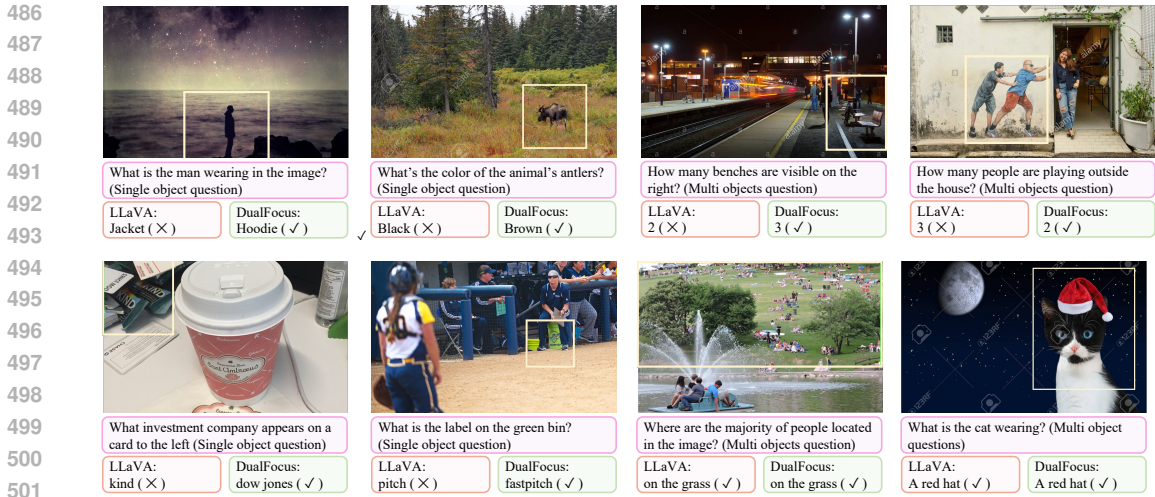 486
487
488
489
490
491
492
493
494
495
496
497
498
499
500
501
alamy
alamy
What is the man wearing in the image?
(Single object question)
LLaVA:
Jacket (✕)
DualFocus:
Hoodie (✓)
✓
What's the color of the animal's antlers?
(Single object question)
LLaVA:
Black (✕)
DualFocus:
Brown (✓)
How many benches are visible on the
right? (Multi objects question)
LLaVA:
2 (✕)
DualFocus:
3 (✓)
How many people are playing outside
the house? (Multi objects question)
LLaVA:
3 (✕)
DualFocus:
2 (✓)
KIND
123RF
What investment company appears on a
card to the left (Single object question)
LLaVA:
kind (✕)
DualFocus:
dow jones (✓)
What is the label on the green bin?
(Single object question)
LLaVA:
pitch (✕)
DualFocus:
fastpitch (✓)
Where are the majority of people located
in the image? (Multi objects question)
LLaVA:
on the grass (✓)
DualFocus:
on the grass (✓)
What is the cat wearing? (Multi object
questions)
LLaVA:
A red hat (✓)
DualFocus:
A red hat (✓)